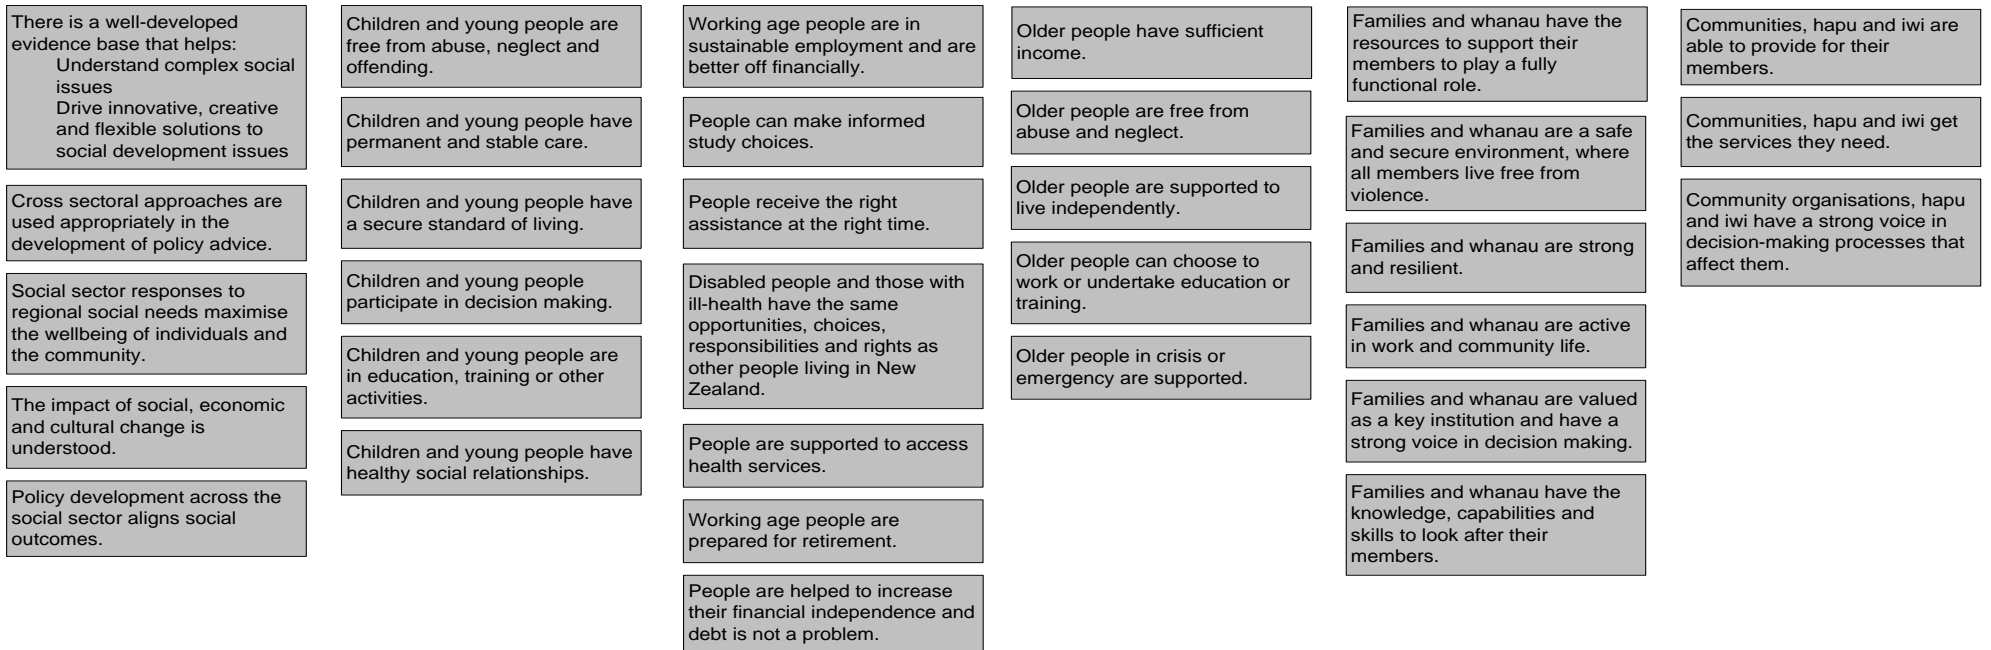 There is a well-developed
evidence base that helps:
Understand complex social
issues
Drive innovative, creative
and flexible solutions to
social development issues
Cross sectoral approaches are
used appropriately in the
development of policy advice.
Social sector responses to
regional social needs maximise
the wellbeing of individuals and
the community.
The impact of social, economic
and cultural change is
understood.
Policy development across the
social sector aligns social
outcomes.
Children and young people are
free from abuse, neglect and
offending.
Children and young people have
permanent and stable care.
Children and young people have
a secure standard of living.
Children and young people
participate in decision making.
Children and young people are
in education, training or other
activities.
Children and young people have
healthy social relationships.
Working age people are in
sustainable employment and are
better off financially.
People can make informed
study choices.
People receive the right
assistance at the right time.
Disabled people and those with
ill-health have the same
opportunities, choices,
responsibilities and rights as
other people living in New
Zealand.
People are supported to access
health services.
Working age people are
prepared for retirement.
People are helped to increase
their financial independence and
debt is not a problem.
Older people have sufficient
income.
Older people are free from
abuse and neglect.
Older people are supported to
live independently.
Older people can choose to
work or undertake education or
training.
Older people in crisis or
emergency are supported.
Families and whanau have the
resources to support their
members to play a fully
functional role.
Families and whanau are a safe
and secure environment, where
all members live free from
violence.
Families and whanau are strong
and resilient.
Families and whanau are active
in work and community life.
Families and whanau are valued
as a key institution and have a
strong voice in decision making.
Families and whanau have the
knowledge, capabilities and
skills to look after their
members.
Communities, hapu and iwi are
able to provide for their
members.
Communities, hapu and iwi get
the services they need.
Community organisations, hapu
and iwi have a strong voice in
decision-making processes that
affect them.